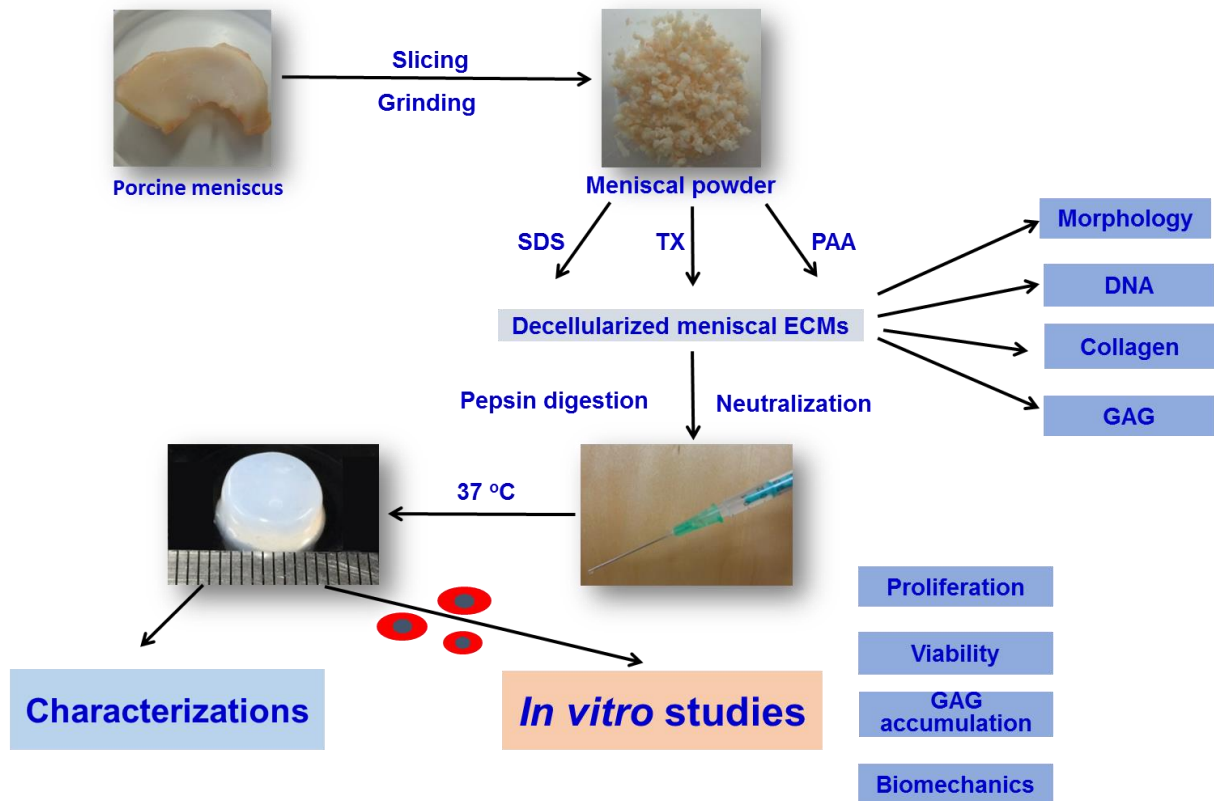 Slicing
Grinding
Porcine meniscus
Meniscal powder
SDS
TX
PAA
Morphology
DNA
Collagen
GAG
Decellularized meniscal ECMs
Pepsin digestion
Neutralization
37 ºC
Proliferation
Viability
GAG
accumulation
Biomechanics
Characterizations
In vitro studies